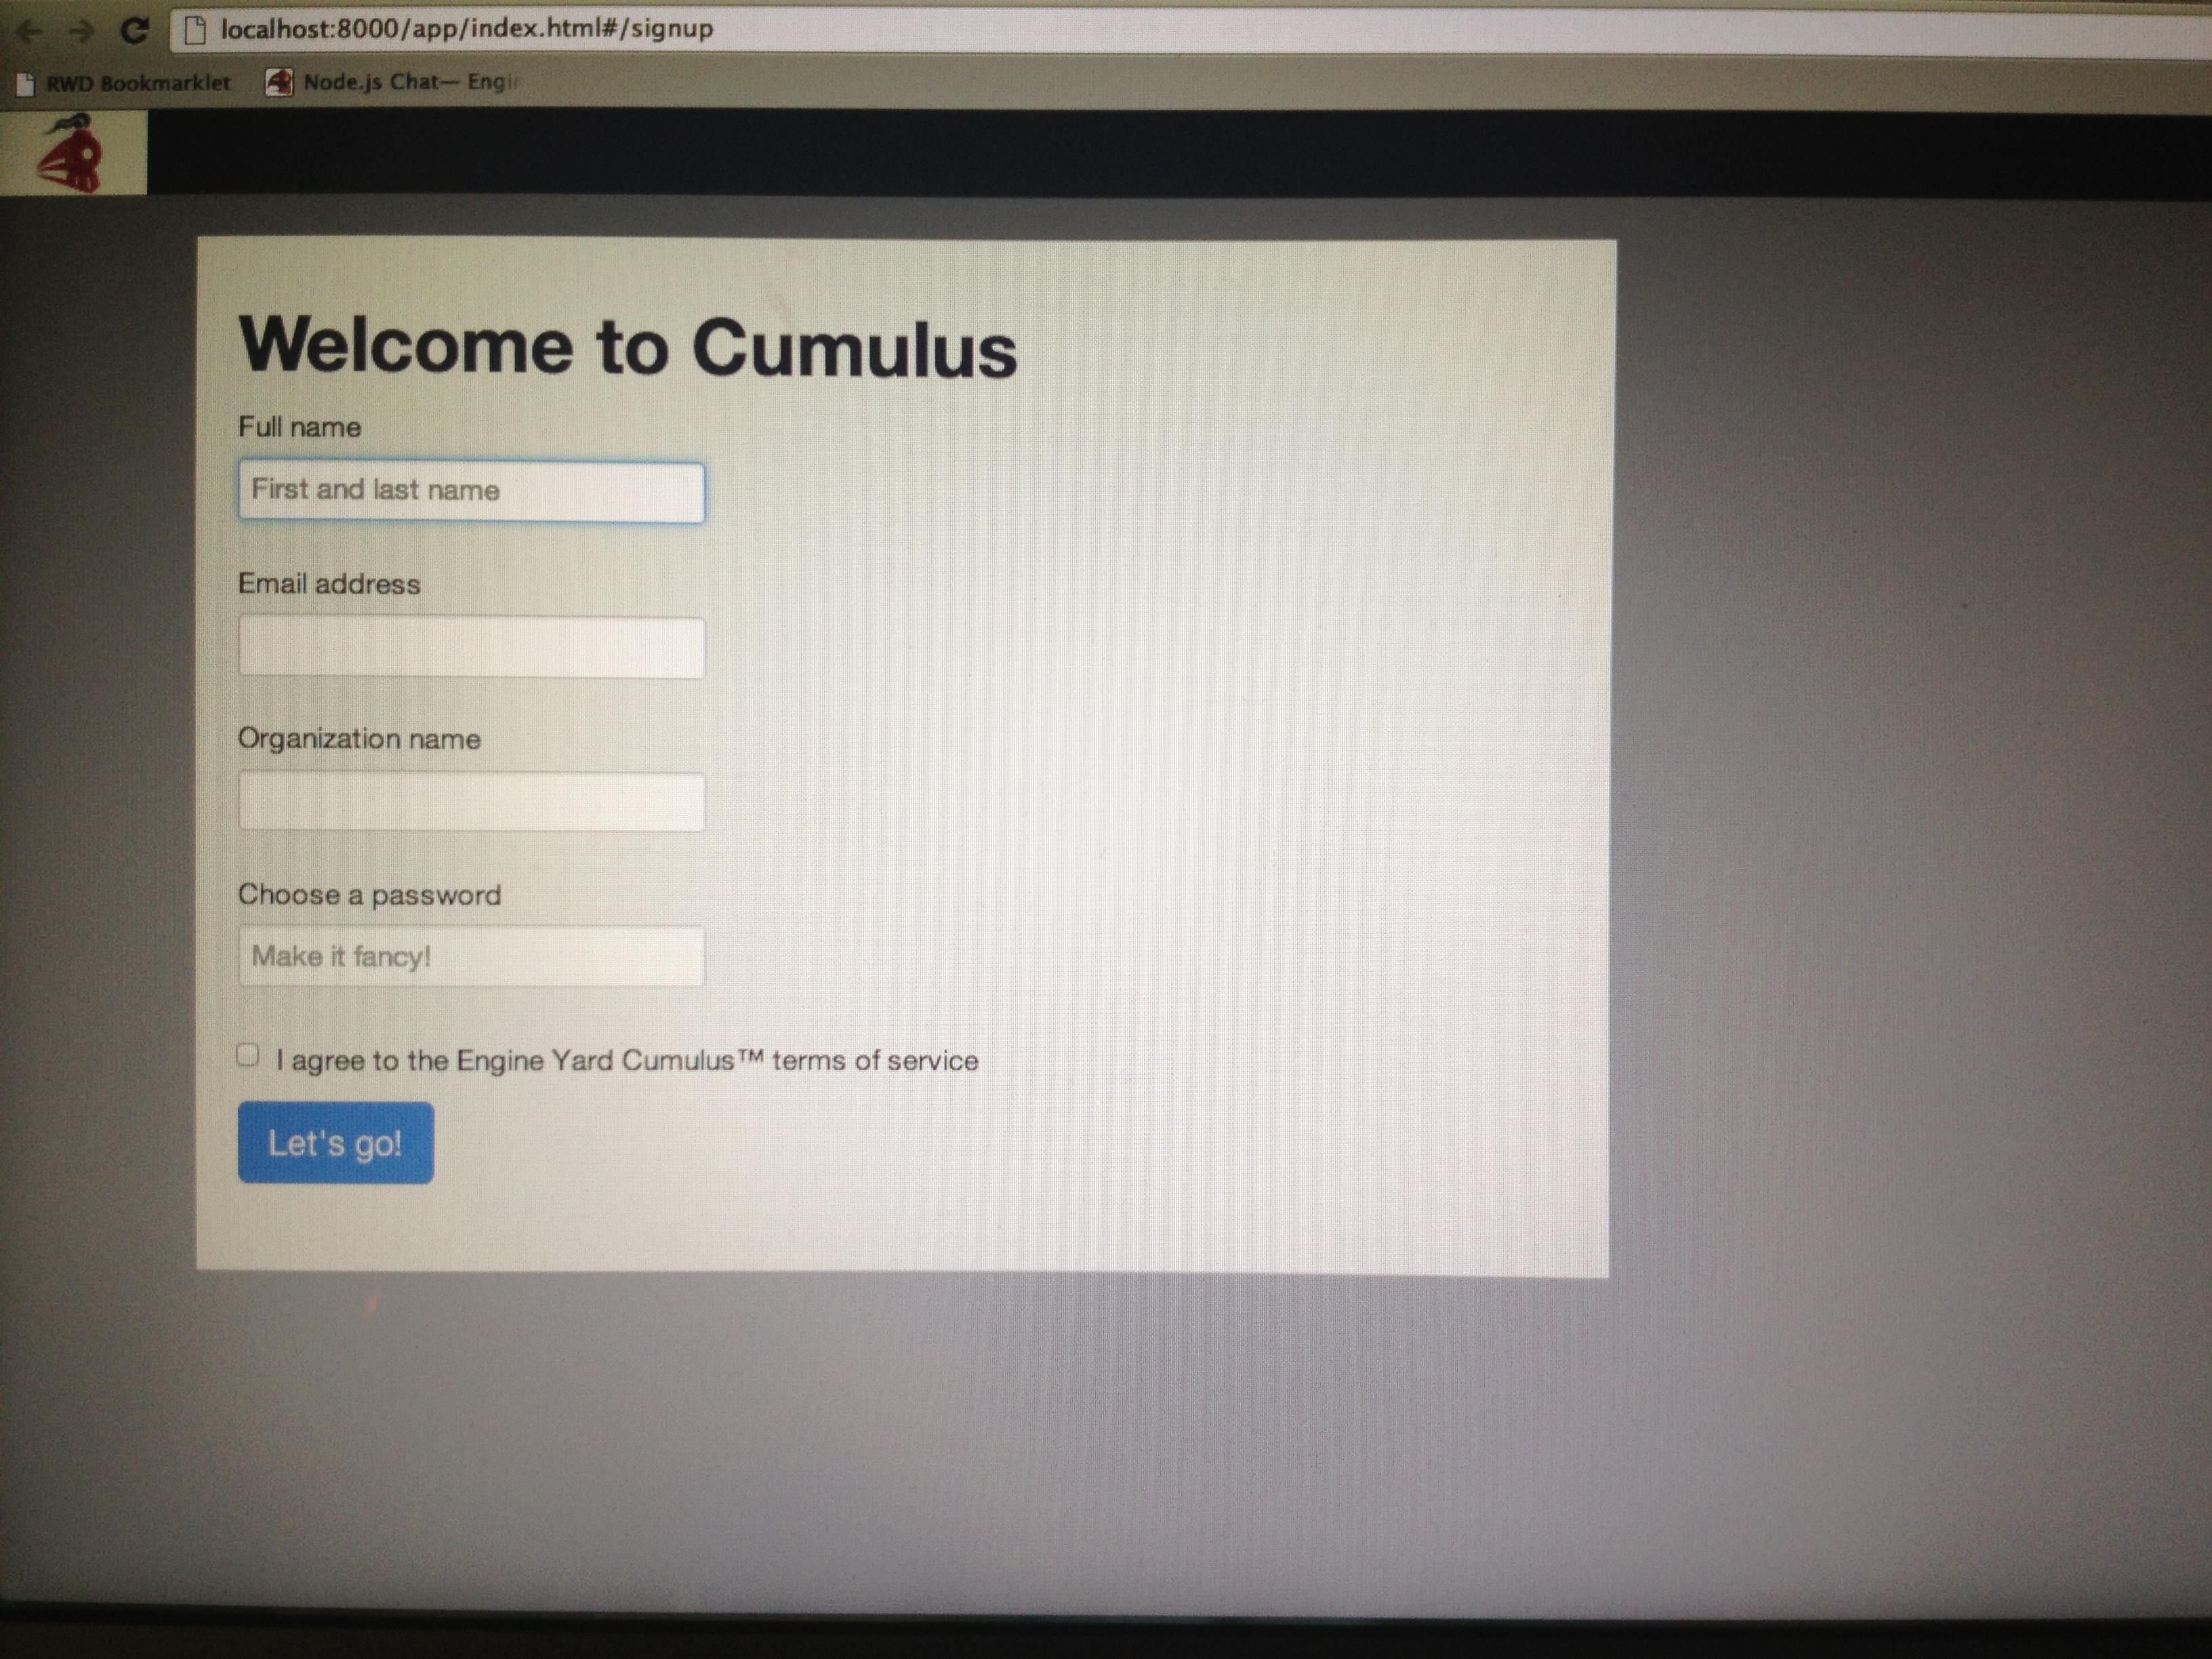 localhost:8000/app/index.html#/signup
RWD Bookmarklet Node.js Chat— Engin
Welcome to Cumulus
Full name
First and last name
Email address
Organization name
Choose a password
Make it fancy!
I agree to the Engine Yard Cumulus™ terms of service
Let's go!